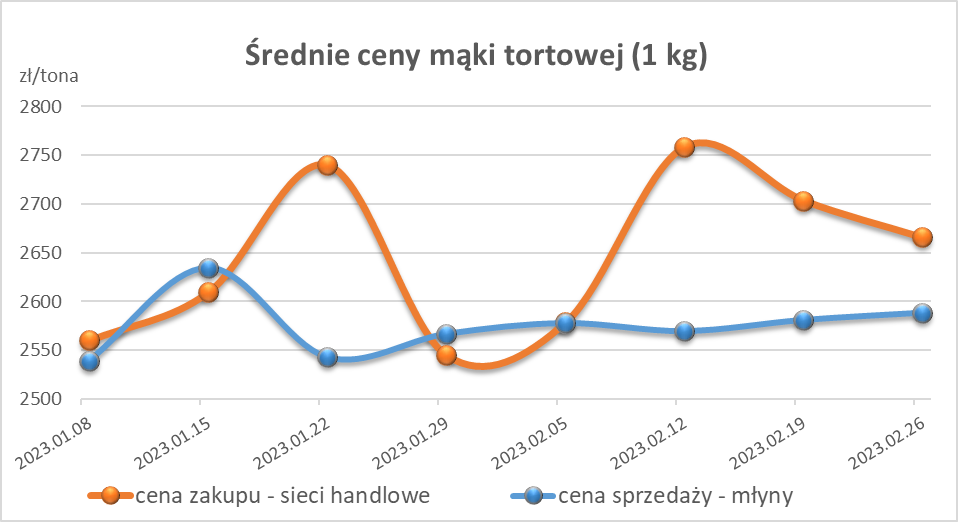 Średnie ceny mąki tortowej (1 kg)
zł/tona
2800
2750
2700
2650
2600
2550
2500
2023.01.08 2023.01.15 2023.01.22 2023.01.29 2023.02.05 2023.02.12 2023.02.19 2023.02.26
cena zakupu - sieci handlowe cena sprzedaży - młyny